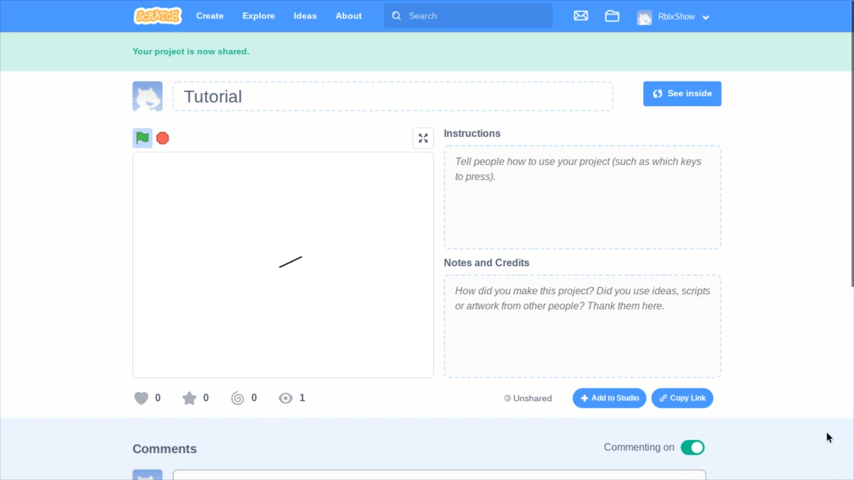 SCRATCH
Create
Explore
Ideas
About
Search
RblxShow
Your project is now shared.
Tutorial
See inside
Instructions
Tell people how to use your project (such as which keys
to press).
Notes and Credits
How did you make this project? Did you use ideas, scripts
or artwork from other people? Thank them here.
0
0
0
1
Unshared
Add to Studio
Copy Link
Comments
Commenting on